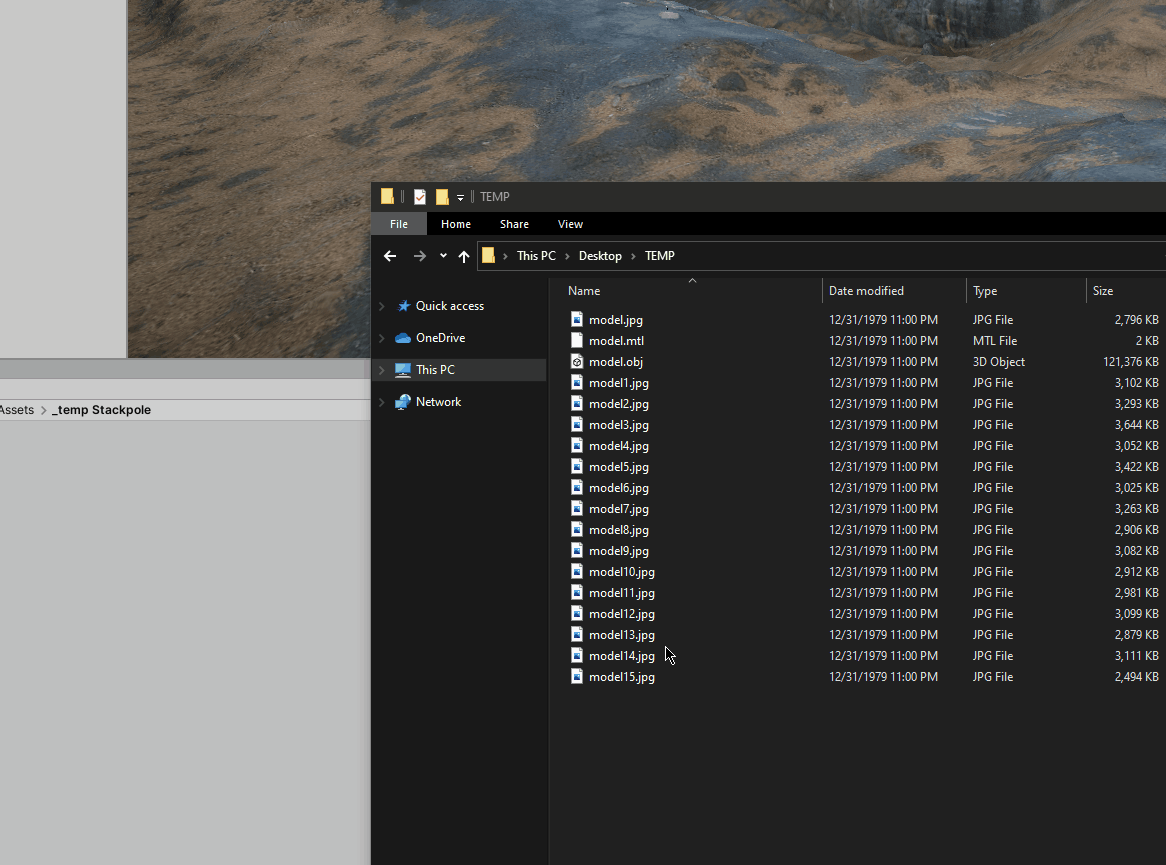 TEMP
File Home Share View
This PC Desktop TEMP
Name Date modified Type Size
Quick access
OneDrive
This PC
Network
model.jpg 12/31/1979 11:00 PM JPG File 2,796 KB
model.mtl 12/31/1979 11:00 PM MTL File 2 KB
model.obj 12/31/1979 11:00 PM 3D Object 121,376 KB
model1.jpg 12/31/1979 11:00 PM JPG File 3,102 KB
model2.jpg 12/31/1979 11:00 PM JPG File 3,293 KB
model3.jpg 12/31/1979 11:00 PM JPG File 3,644 KB
model4.jpg 12/31/1979 11:00 PM JPG File 3,052 KB
model5.jpg 12/31/1979 11:00 PM JPG File 3,422 KB
model6.jpg 12/31/1979 11:00 PM JPG File 3,025 KB
model7.jpg 12/31/1979 11:00 PM JPG File 3,263 KB
model8.jpg 12/31/1979 11:00 PM JPG File 2,906 KB
model9.jpg 12/31/1979 11:00 PM JPG File 3,082 KB
model10.jpg 12/31/1979 11:00 PM JPG File 2,912 KB
model11.jpg 12/31/1979 11:00 PM JPG File 2,981 KB
model12.jpg 12/31/1979 11:00 PM JPG File 3,099 KB
model13.jpg 12/31/1979 11:00 PM JPG File 2,879 KB
model14.jpg 12/31/1979 11:00 PM JPG File 3,111 KB
model15.jpg 12/31/1979 11:00 PM JPG File 2,494 KB
Assets _temp Stackpole